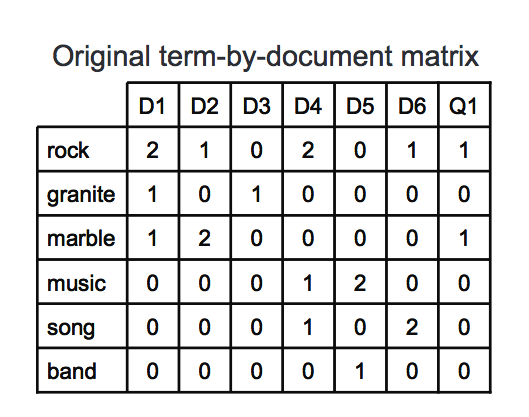 Original term-by-document matrix
D1 D2 D3 D4 D5 D6 Q1
rock 2 1 0 2 0 1 1
granite 1 0 1 0 0 0 0
marble 1 2 0 0 0 0 1
music 0 0 0 1 2 0 0
song 0 0 0 1 0 2 0
band 0 0 0 0 1 0 0